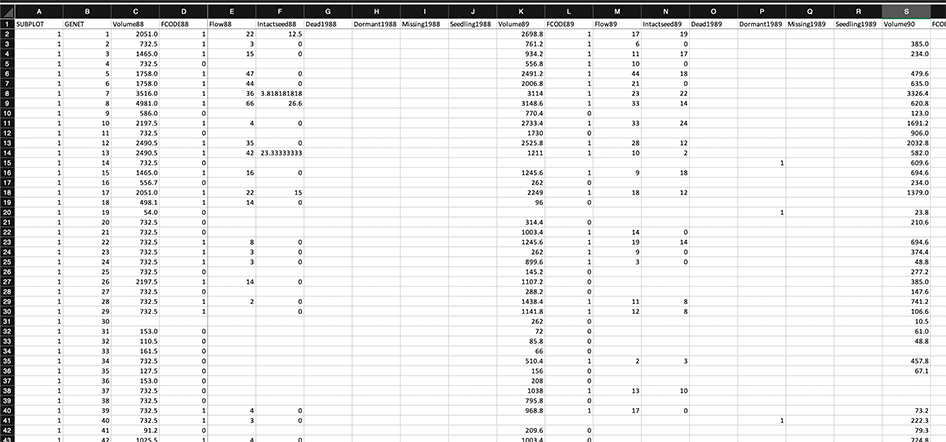 A B C D E F G H I J K L M N O P Q R S
1 SUBPLOT GENET Volume88 FCODE88 Flow88 Intactseed88 Dead1988 Dormant1988 Missing1988 Seedling1988 Volume89 FCODE89 Flow89 Intactseed89 Dead1989 Dormant1989 Missing1989 Seedling1989 Volume90 FCO
2 1 1 2051.0 1 22 12.5 2698.8 1 17 19
3 1 2 732.5 1 3 0 761.2 1 6 0 385.0
4 1 3 1465.0 1 15 0 934.2 1 11 17 234.0
5 1 4 732.5 0 556.8 1 10 0
6 1 5 1758.0 1 47 0 2491.2 1 44 18 479.6
7 1 6 1758.0 1 44 0 2006.8 1 21 0 635.0
8 1 7 3516.0 1 36 3.818181818 3114 1 23 22 3326.4
9 1 8 4981.0 1 66 26.6 3148.6 1 33 14 620.8
10 1 9 586.0 0 770.4 0 123.0
11 1 10 2197.5 1 4 0 2733.4 1 33 24 1691.2
12 1 11 732.5 0 1730 0 906.0
13 1 12 2490.5 1 35 0 2525.8 1 28 12 2032.8
14 1 13 2490.5 1 42 23.33333333 1211 1 10 2 582.0
15 1 14 732.5 0 1 609.6
16 1 15 1465.0 1 16 0 1245.6 1 9 18 694.6
17 1 16 556.7 0 262 0 234.0
18 1 17 2051.0 1 22 15 2249 1 18 12 1379.0
19 1 18 498.1 1 14 0 96 0
20 1 19 54.0 0 1 23.8
21 1 20 732.5 0 314.4 0 210.6
22 1 21 732.5 0 1003.4 1 14 0
23 1 22 732.5 1 8 0 1245.6 1 19 14 694.6
24 1 23 732.5 1 3 0 262 1 9 0 374.4
25 1 24 732.5 1 3 0 899.6 1 3 0 48.8
26 1 25 732.5 0 145.2 0 277.2
27 1 26 2197.5 1 14 0 1107.2 0 385.0
28 1 27 732.5 0 288.2 0 147.6
29 1 28 732.5 1 2 0 1438.4 1 11 8 741.2
30 1 29 732.5 1 0 1141.8 1 12 8 106.6
31 1 30 262 0 10.5
32 1 31 153.0 0 72 0 61.0
33 1 32 110.5 0 85.8 0 48.8
34 1 33 161.5 0 66 0
35 1 34 732.5 0 510.4 1 2 3 457.8
36 1 35 127.5 0 156 0 67.1
37 1 36 153.0 0 208 0
38 1 37 732.5 0 1038 1 13 10
39 1 38 732.5 0 795.8 0
40 1 39 732.5 1 4 0 968.8 1 17 0 73.2
41 1 40 732.5 1 3 0 1 222.3
42 1 41 91.2 0 209.6 0 79.3
43 1 42 1025.5 1 4 0 1003.4 0 724.8